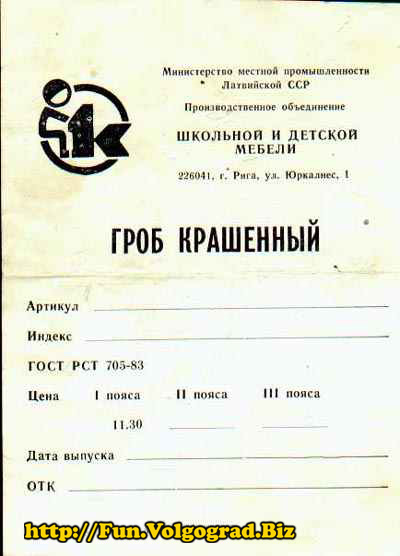 1к
Министерство местной промышленности
Латвийской ССР
Производственное объединение
ШКОЛЬНОЙ И ДЕТСКОЙ
МЕБЕЛИ
226041, г. Рига, ул. Юркалнес, 1
ГРОБ КРАШЕННЫЙ
Артикул
Индекс
ГОСТ РСТ 705-83
Цена I пояса II пояса III пояса
11.30
Дата выпуска
ОТК
http://Fun.Volgograd.Biz